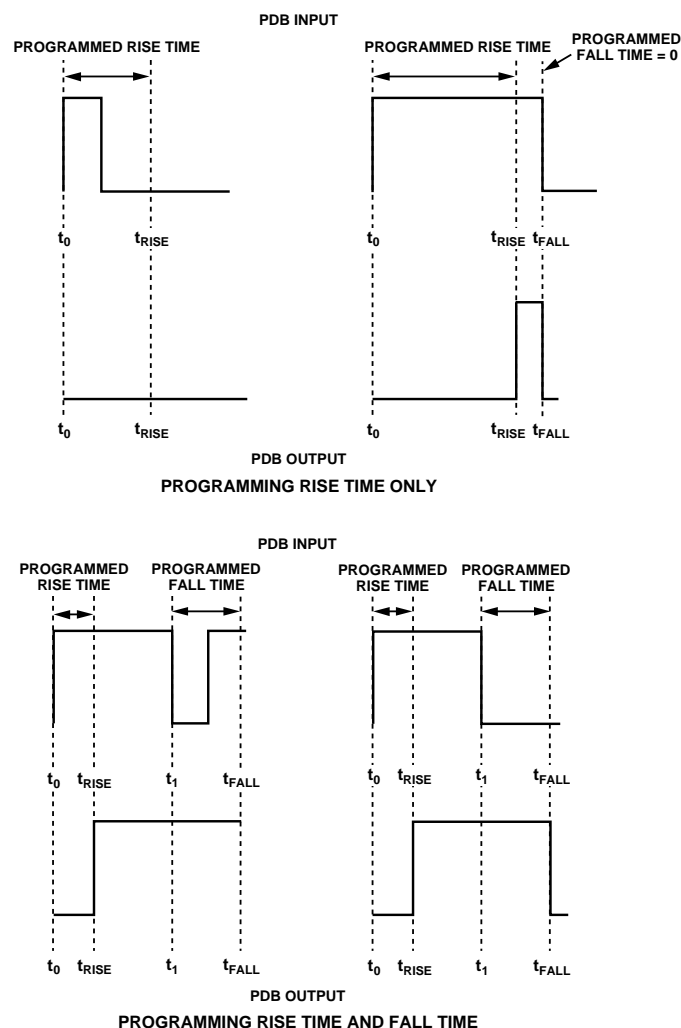 PDB INPUT
PROGRAMMED RISE TIME
PROGRAMMED RISE TIME
PROGRAMMED
FALL TIME = 0
t0 tRISE
t0 tRISE tFALL
t0 tRISE
t0 tRISE tFALL
PDB OUTPUT
PROGRAMMING RISE TIME ONLY
PDB INPUT
PROGRAMMED
RISE TIME
PROGRAMMED
FALL TIME
PROGRAMMED
RISE TIME
PROGRAMMED
FALL TIME
t0 tRISE t1 tFALL
t0 tRISE t1 tFALL
t0 tRISE t1 tFALL
t0 tRISE t1 tFALL
PDB OUTPUT
PROGRAMMING RISE TIME AND FALL TIME